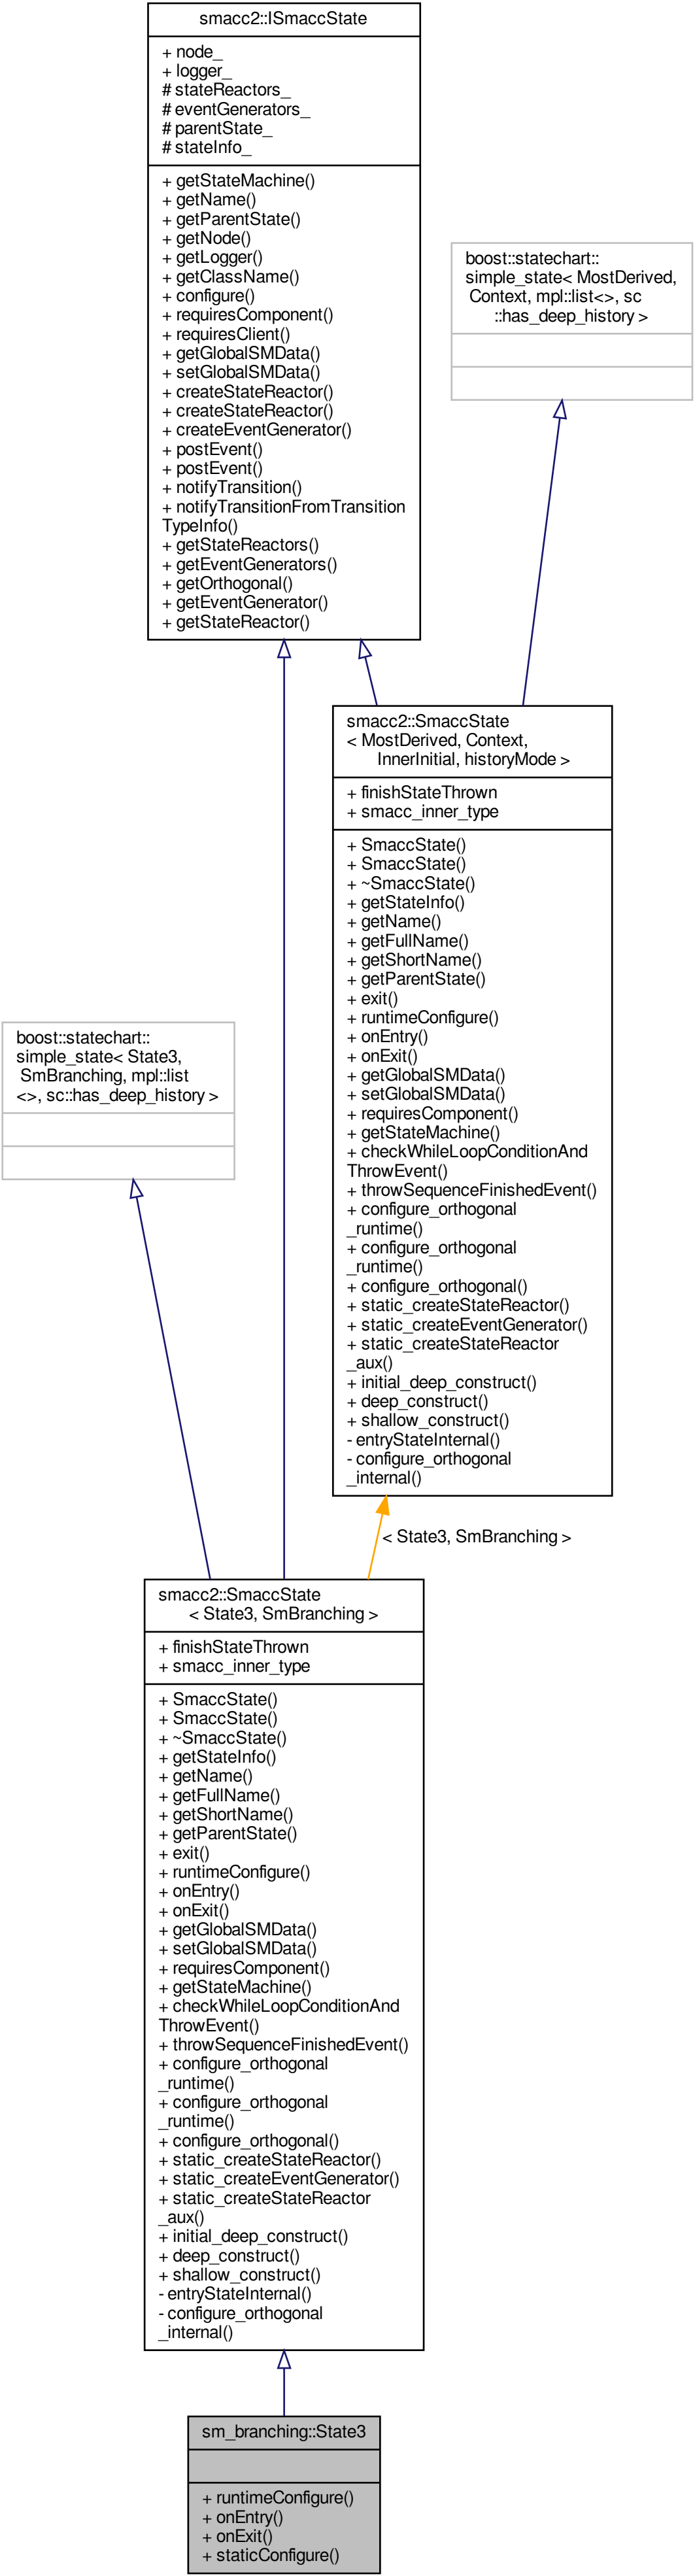 smacc2::ISmaccState
+ node_
+ logger_
# stateReactors_
# eventGenerators_
# parentState_
# stateInfo_
+ getStateMachine()
+ getName()
+ getParentState()
+ getNode()
+ getLogger()
+ getClassName()
+ configure()
+ requiresComponent()
+ requiresClient()
+ getGlobalSMData()
+ setGlobalSMData()
+ createStateReactor()
+ createStateReactor()
+ createEventGenerator()
+ postEvent()
+ postEvent()
+ notifyTransition()
+ notifyTransitionFromTransition
TypeInfo()
+ getStateReactors()
+ getEventGenerators()
+ getOrthogonal()
+ getEventGenerator()
+ getStateReactor()
boost::statechart::
simple_state< MostDerived,
Context, mpl::list<>, sc
::has_deep_history >
smacc2::SmaccState
< MostDerived, Context,
InnerInitial, historyMode >
+ finishStateThrown
+ smacc_inner_type
+ SmaccState()
+ SmaccState()
+ ~SmaccState()
+ getStateInfo()
+ getName()
+ getFullName()
+ getShortName()
+ getParentState()
+ exit()
+ runtimeConfigure()
+ onEntry()
+ onExit()
+ getGlobalSMData()
+ setGlobalSMData()
+ requiresComponent()
+ getStateMachine()
+ checkWhileLoopConditionAnd
ThrowEvent()
+ throwSequenceFinishedEvent()
+ configure_orthogonal
_runtime()
+ configure_orthogonal
_runtime()
+ configure_orthogonal()
+ static_createStateReactor()
+ static_createEventGenerator()
+ static_createStateReactor
_aux()
+ initial_deep_construct()
+ deep_construct()
+ shallow_construct()
- entryStateInternal()
- configure_orthogonal
_internal()
boost::statechart::
simple_state< State3,
SmBranching, mpl::list
<>, sc::has_deep_history >
< State3, SmBranching >
smacc2::SmaccState
< State3, SmBranching >
+ finishStateThrown
+ smacc_inner_type
+ SmaccState()
+ SmaccState()
+ ~SmaccState()
+ getStateInfo()
+ getName()
+ getFullName()
+ getShortName()
+ getParentState()
+ exit()
+ runtimeConfigure()
+ onEntry()
+ onExit()
+ getGlobalSMData()
+ setGlobalSMData()
+ requiresComponent()
+ getStateMachine()
+ checkWhileLoopConditionAnd
ThrowEvent()
+ throwSequenceFinishedEvent()
+ configure_orthogonal
_runtime()
+ configure_orthogonal
_runtime()
+ configure_orthogonal()
+ static_createStateReactor()
+ static_createEventGenerator()
+ static_createStateReactor
_aux()
+ initial_deep_construct()
+ deep_construct()
+ shallow_construct()
- entryStateInternal()
- configure_orthogonal
_internal()
sm_branching::State3
+ runtimeConfigure()
+ onEntry()
+ onExit()
+ staticConfigure()